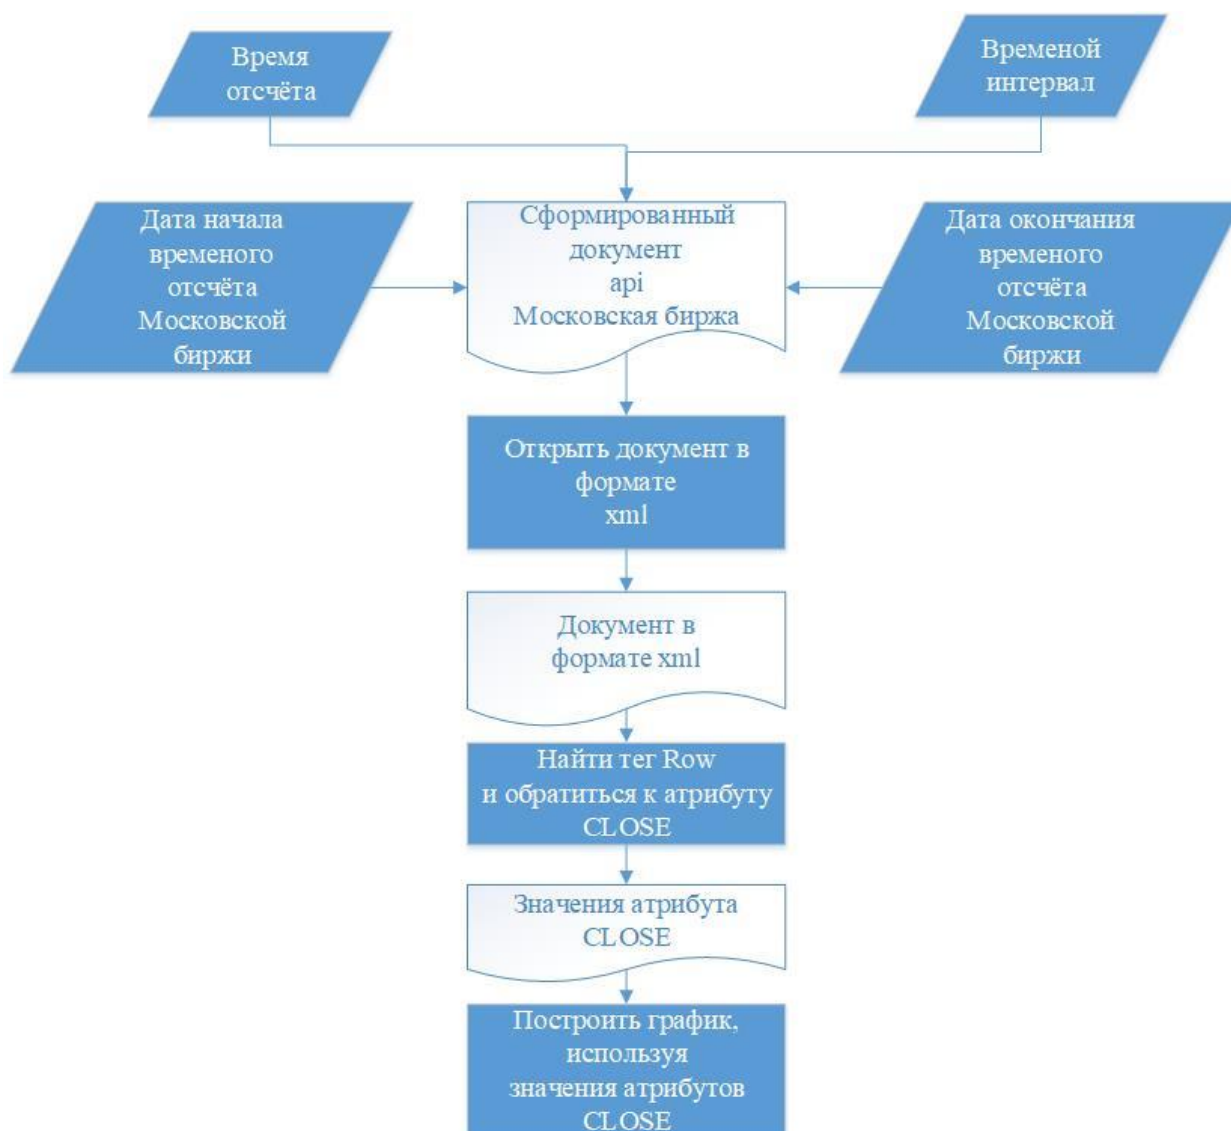 Время
отсчёта
Временой
интервал
Дата начала
временого
отсчёта
Московской
биржи
Сформированный
документ
api
Московская биржа
Дата окончания
временого
отсчёта
Московской
биржи
Открыть документ в
формате
xml
Документ в
формате xml
Найти тег Row
и обратиться к атрибуту
CLOSE
Значения атрибута
CLOSE
Построить график,
используя
значения атрибутов
CLOSE